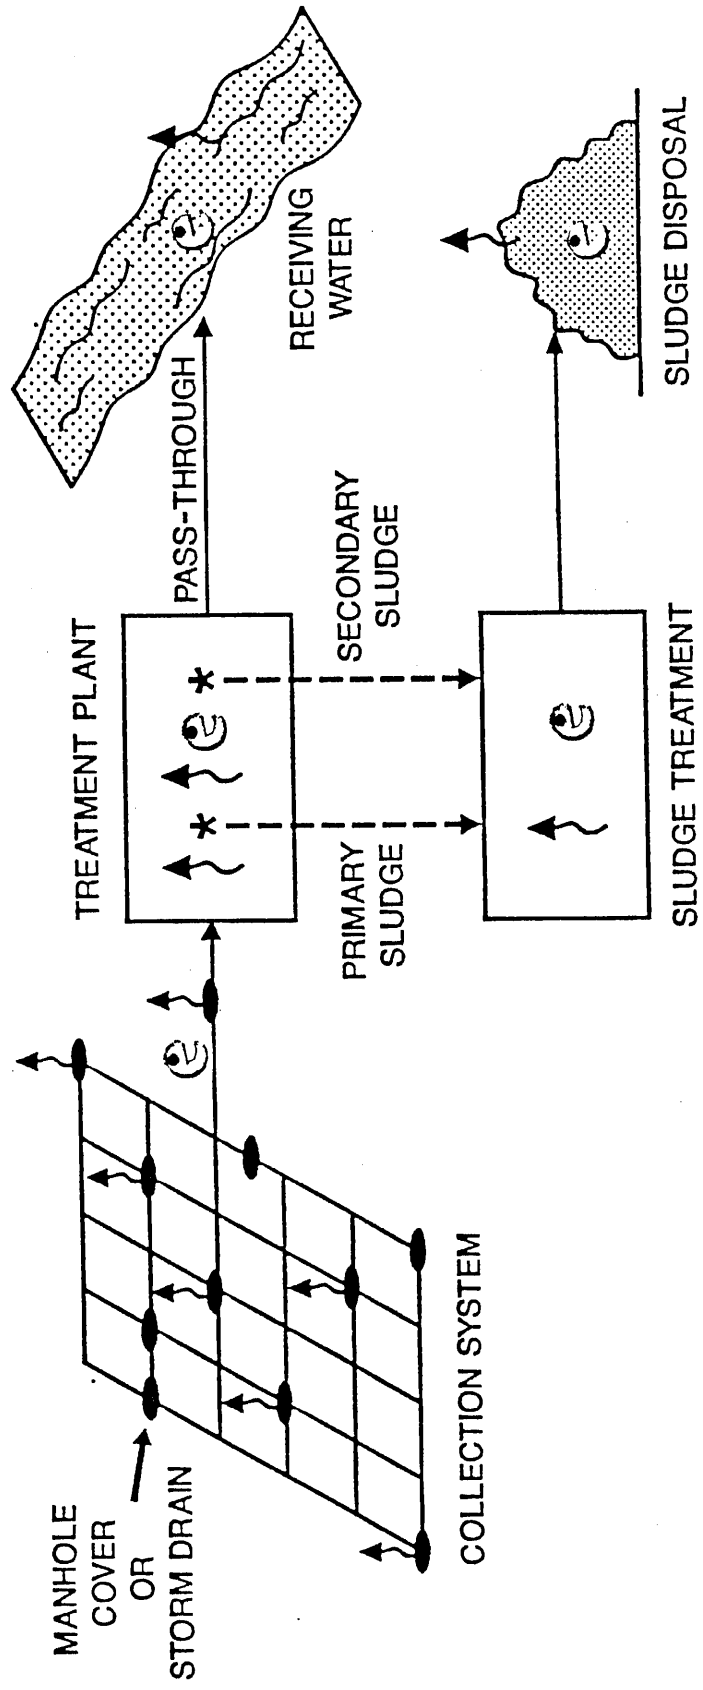 MANHOLE
COVER
OR
STORM DRAIN
COLLECTION SYSTEM
TREATMENT PLANT
PRIMARY
SLUDGE
SECONDARY
SLUDGE
SLUDGE TREATMENT
PASS-THROUGH
RECEIVING
WATER
SLUDGE DISPOSAL